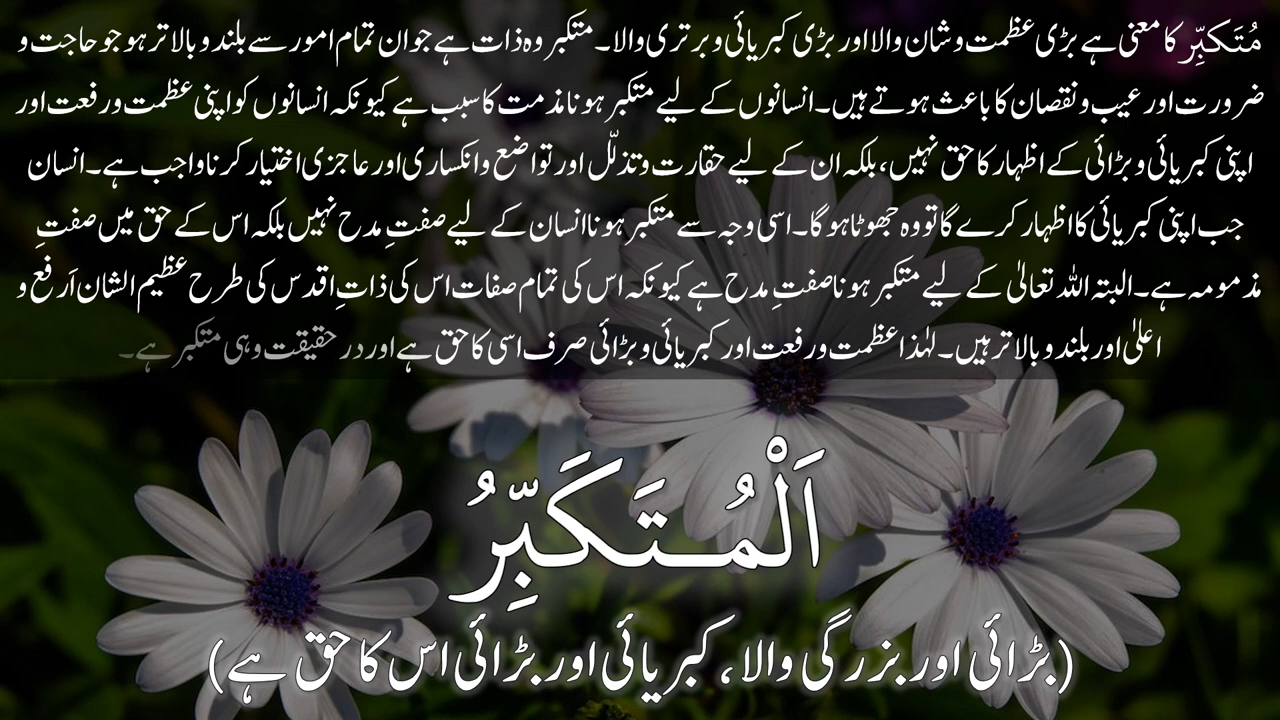 مُتَکَبِّر کا معنی ہے بڑی عظمت و شان والا اور بڑی کبریائی و برتری والا۔ متکبر وہ ذات ہے جو ان تمام امور سے بلند و بالاتر ہو جو حاجت و
ضرورت اور عیب و نقصان کا باعث ہوتے ہیں۔ انسانوں کے لیے متکبر ہونا مذمت کا سبب ہے کیونکہ انسانوں کو اپنی عظمت و رفعت اور
اپنی کبریائی و بڑائی کے اظہار کا حق نہیں، بلکہ ان کے لیے حقارت و تذلّل اور تواضع و انکساری اور عاجزی اختیار کرنا واجب ہے۔ انسان
جب اپنی کبریائی کا اظہار کرے گا تو وہ جھوٹا ہو گا۔ اسی وجہ سے متکبر ہونا انسان کے لیے صفتِ مدح نہیں بلکہ اس کے حق میں صفتِ
مذمومہ ہے۔ البتہ اللہ تعالیٰ کے لیے متکبر ہونا صفتِ مدح ہے کیونکہ اس کی تمام صفات اس کی ذاتِ اقدس کی طرح عظیم الشان اَرفع و
اعلیٰ اور بلند و بالاتر ہیں۔ لہٰذا عظمت و رفعت اور کبریائی و بڑائی صرف اسی کا حق ہے اور در حقیقت وہی متکبر ہے۔
اَلْمُتَكَبِّرُ
(بڑائی اور بزرگی والا، کبریائی اور بڑائی اس کا حق ہے)